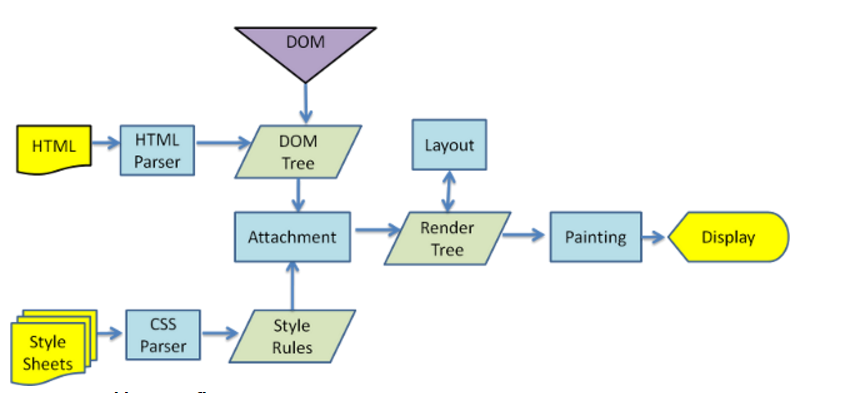 DOM
HTML
HTML
Parser
DOM
Tree
Layout
Attachment
Render
Tree
Painting
Display
Style
Sheets
CSS
Parser
Style
Rules